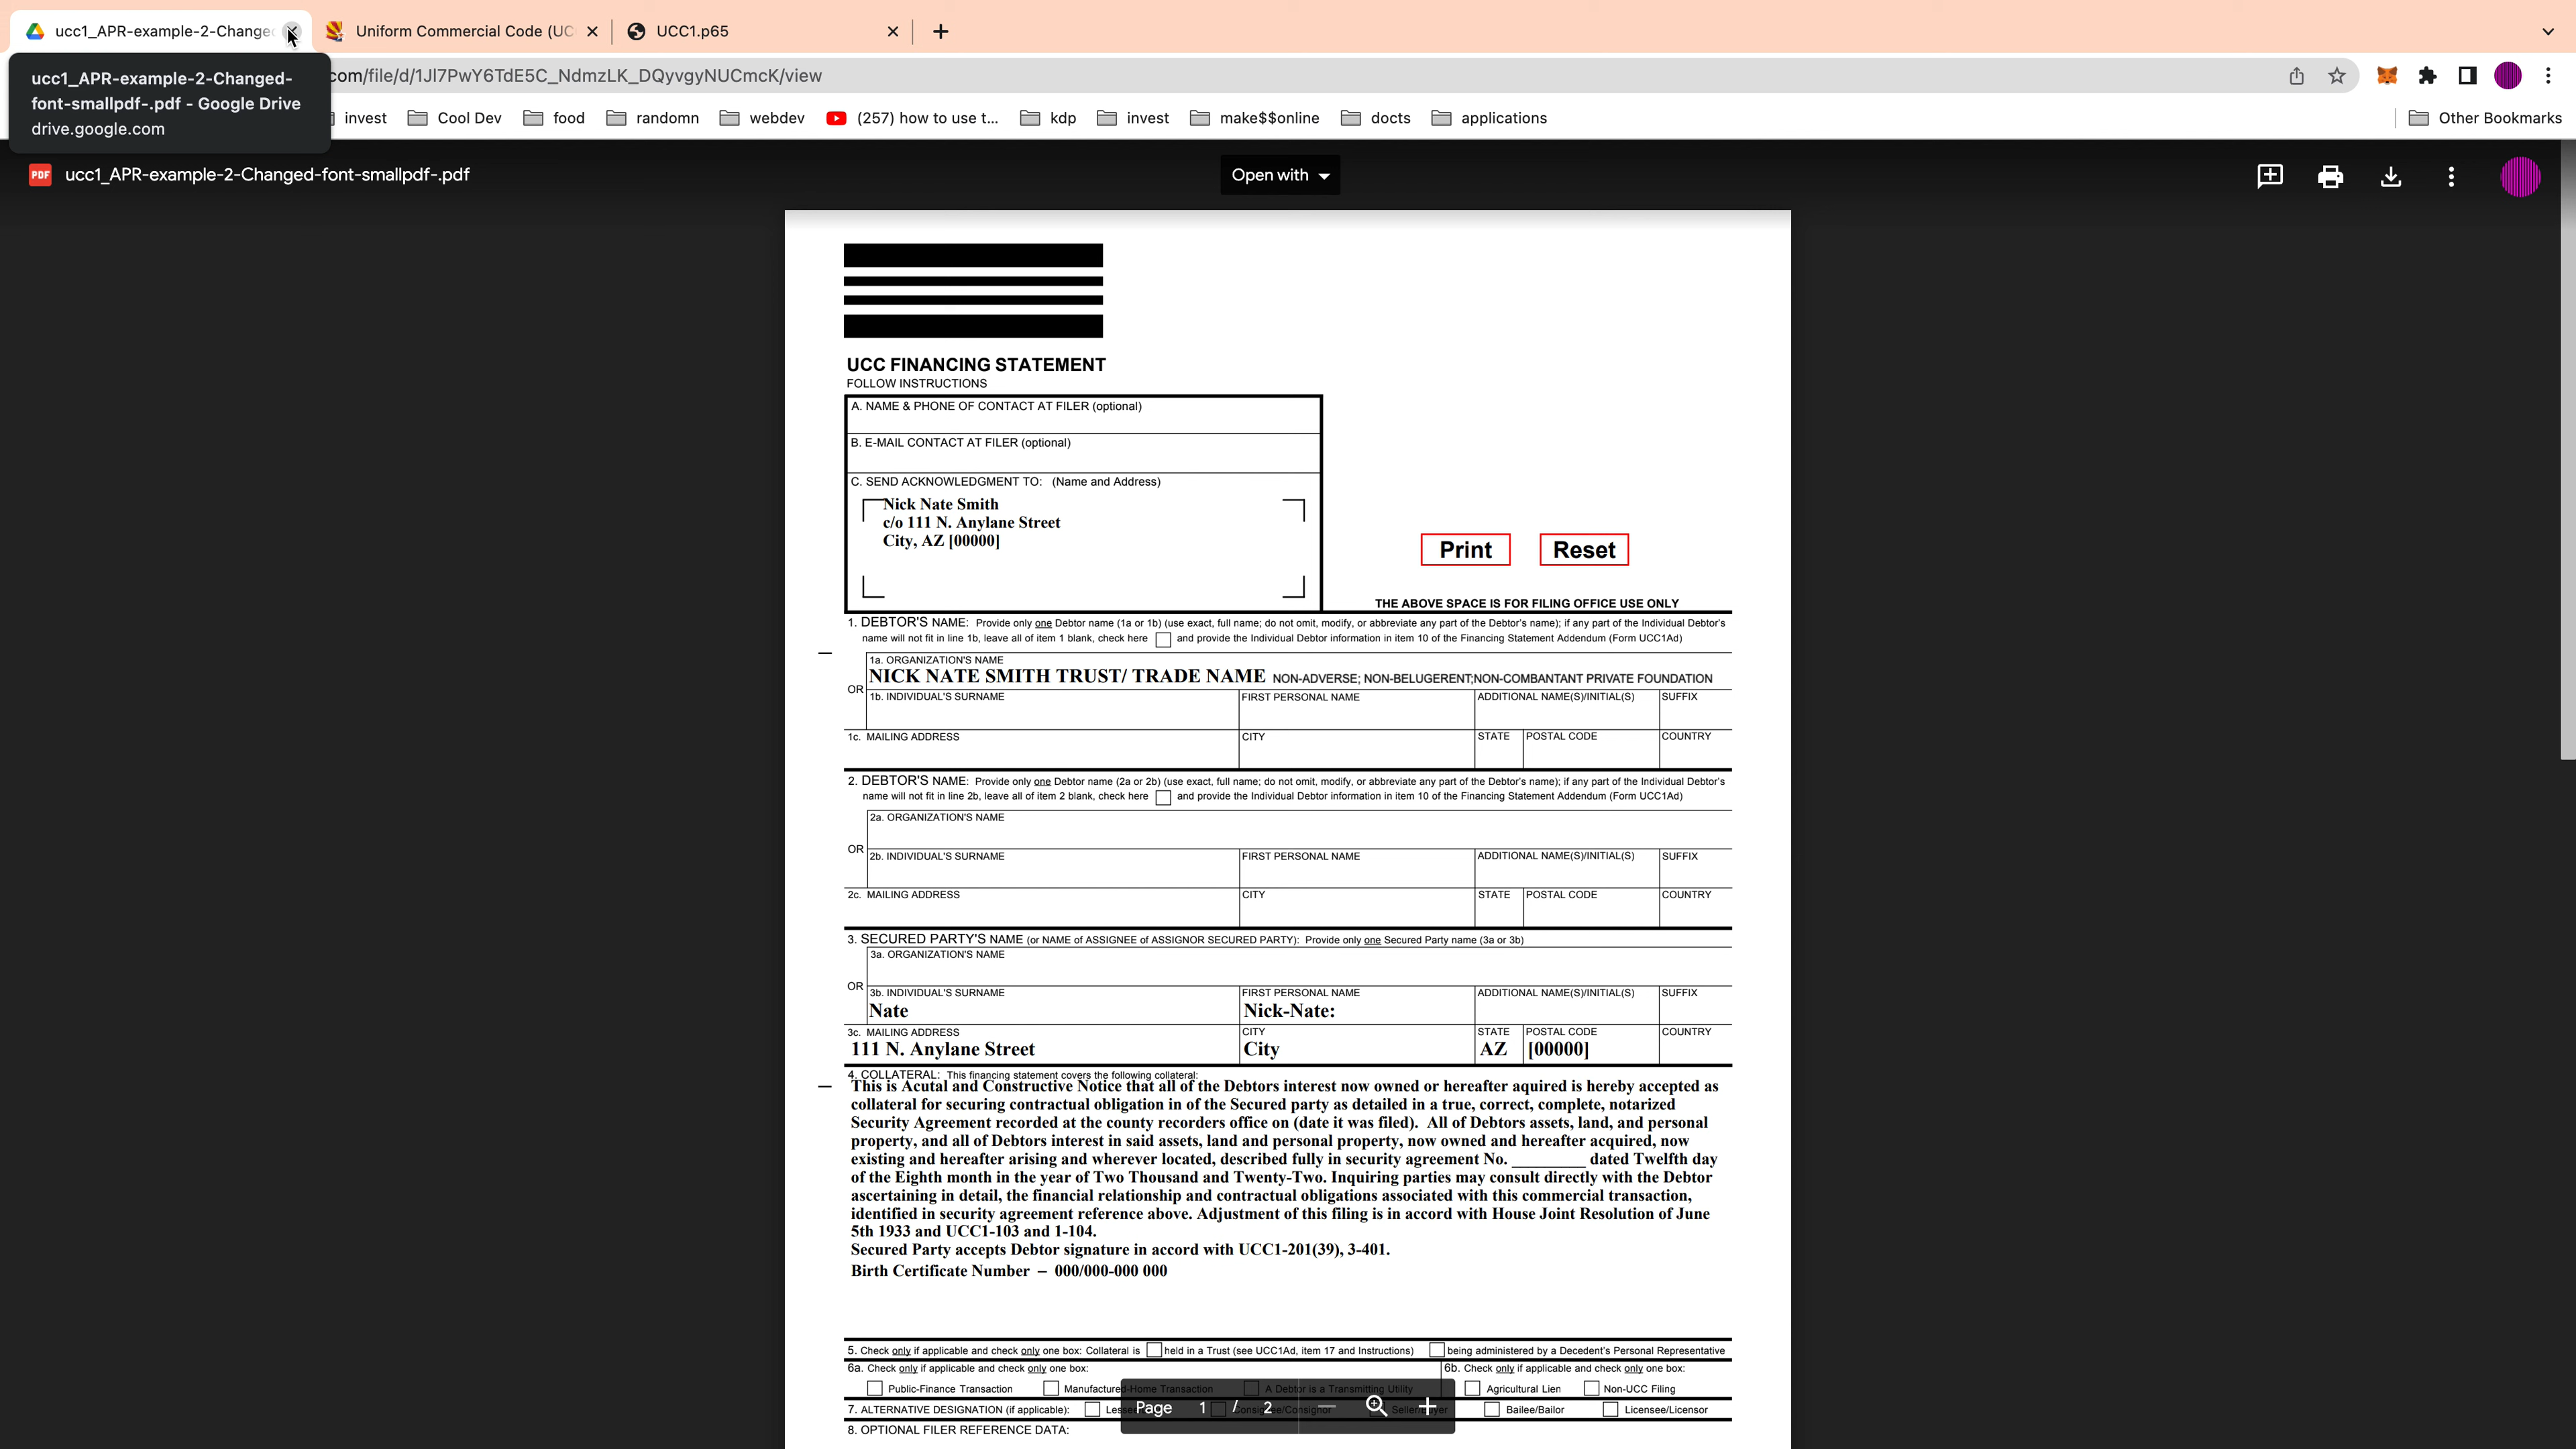 ucc1_APR-example-2-Change
Uniform Commercial Code (UC
UCC1.p65
ucc1_APR-example-2-Changed-
font-smallpdf-.pdf - Google Drive
drive.google.com
com/file/d/1Jl7PwY6TdE5C_NdmzLK_DQyvgyNUCmcK/view
invest
Cool Dev
food
randomn
webdev
(257) how to use t...
kdp
invest
make$$online
docts
applications
Other Bookmarks
PDF
ucc1_APR-example-2-Changed-font-smallpdf-.pdf
Open with
UCC FINANCING STATEMENT
FOLLOW INSTRUCTIONS
A. NAME & PHONE OF CONTACT AT FILER (optional)
B. E-MAIL CONTACT AT FILER (optional)
C. SEND ACKNOWLEDGMENT TO: (Name and Address)
Nick Nate Smith
c/o 111 N. Anylane Street
City, AZ [00000]
Print
Reset
THE ABOVE SPACE IS FOR FILING OFFICE USE ONLY
1. DEBTOR'S NAME: Provide only one Debtor name (1a or 1b) (use exact, full name; do not omit, modify, or abbreviate any part of the Debtor's name); if any part of the Individual Debtor's
name will not fit in line 1b, leave all of item 1 blank, check here and provide the Individual Debtor information in item 10 of the Financing Statement Addendum (Form UCC1Ad)
1a. ORGANIZATION'S NAME
NICK NATE SMITH TRUST/ TRADE NAME NON-ADVERSE; NON-BELUGERENT;NON-COMBANTANT PRIVATE FOUNDATION
OR
1b. INDIVIDUAL'S SURNAME
FIRST PERSONAL NAME
ADDITIONAL NAME(S)/INITIAL(S)
SUFFIX
1c. MAILING ADDRESS
CITY
STATE
POSTAL CODE
COUNTRY
2. DEBTOR'S NAME: Provide only one Debtor name (2a or 2b) (use exact, full name; do not omit, modify, or abbreviate any part of the Debtor's name); if any part of the Individual Debtor's
name will not fit in line 2b, leave all of item 2 blank, check here and provide the Individual Debtor information in item 10 of the Financing Statement Addendum (Form UCC1Ad)
2a. ORGANIZATION'S NAME
OR
2b. INDIVIDUAL'S SURNAME
FIRST PERSONAL NAME
ADDITIONAL NAME(S)/INITIAL(S)
SUFFIX
2c. MAILING ADDRESS
CITY
STATE
POSTAL CODE
COUNTRY
3. SECURED PARTY'S NAME (or NAME of ASSIGNEE of ASSIGNOR SECURED PARTY): Provide only one Secured Party name (3a or 3b)
3a. ORGANIZATION'S NAME
OR
3b. INDIVIDUAL'S SURNAME
FIRST PERSONAL NAME
ADDITIONAL NAME(S)/INITIAL(S)
SUFFIX
Nate
Nick-Nate:
3c. MAILING ADDRESS
CITY
STATE
POSTAL CODE
COUNTRY
111 N. Anylane Street
City
AZ
[00000]
4. COLLATERAL: This financing statement covers the following collateral:
This is Acutal and Constructive Notice that all of the Debtors interest now owned or hereafter aquired is hereby accepted as
collateral for securing contractual obligation in of the Secured party as detailed in a true, correct, complete, notarized
Security Agreement recorded at the county recorders office on (date it was filed). All of Debtors assets, land, and personal
property, and all of Debtors interest in said assets, land and personal property, now owned and hereafter acquired, now
existing and hereafter arising and wherever located, described fully in security agreement No. ________ dated Twelfth day
of the Eighth month in the year of Two Thousand and Twenty-Two. Inquiring parties may consult directly with the Debtor
ascertaining in detail, the financial relationship and contractual obligations associated with this commercial transaction,
identified in security agreement reference above. Adjustment of this filing is in accord with House Joint Resolution of June
5th 1933 and UCC1-103 and 1-104.
Secured Party accepts Debtor signature in accord with UCC1-201(39), 3-401.
Birth Certificate Number – 000/000-000 000
5. Check only if applicable and check only one box: Collateral is held in a Trust (see UCC1Ad, item 17 and Instructions) being administered by a Decedent's Personal Representative
6a. Check only if applicable and check only one box:
6b. Check only if applicable and check only one box:
Public-Finance Transaction
Manufactured-Home Transaction
A Debtor is a Transmitting Utility
Agricultural Lien
Non-UCC Filing
7. ALTERNATIVE DESIGNATION (if applicable):
Bailee/Bailor
Licensee/Licensor
Page 1 / 2
8. OPTIONAL FILER REFERENCE DATA: